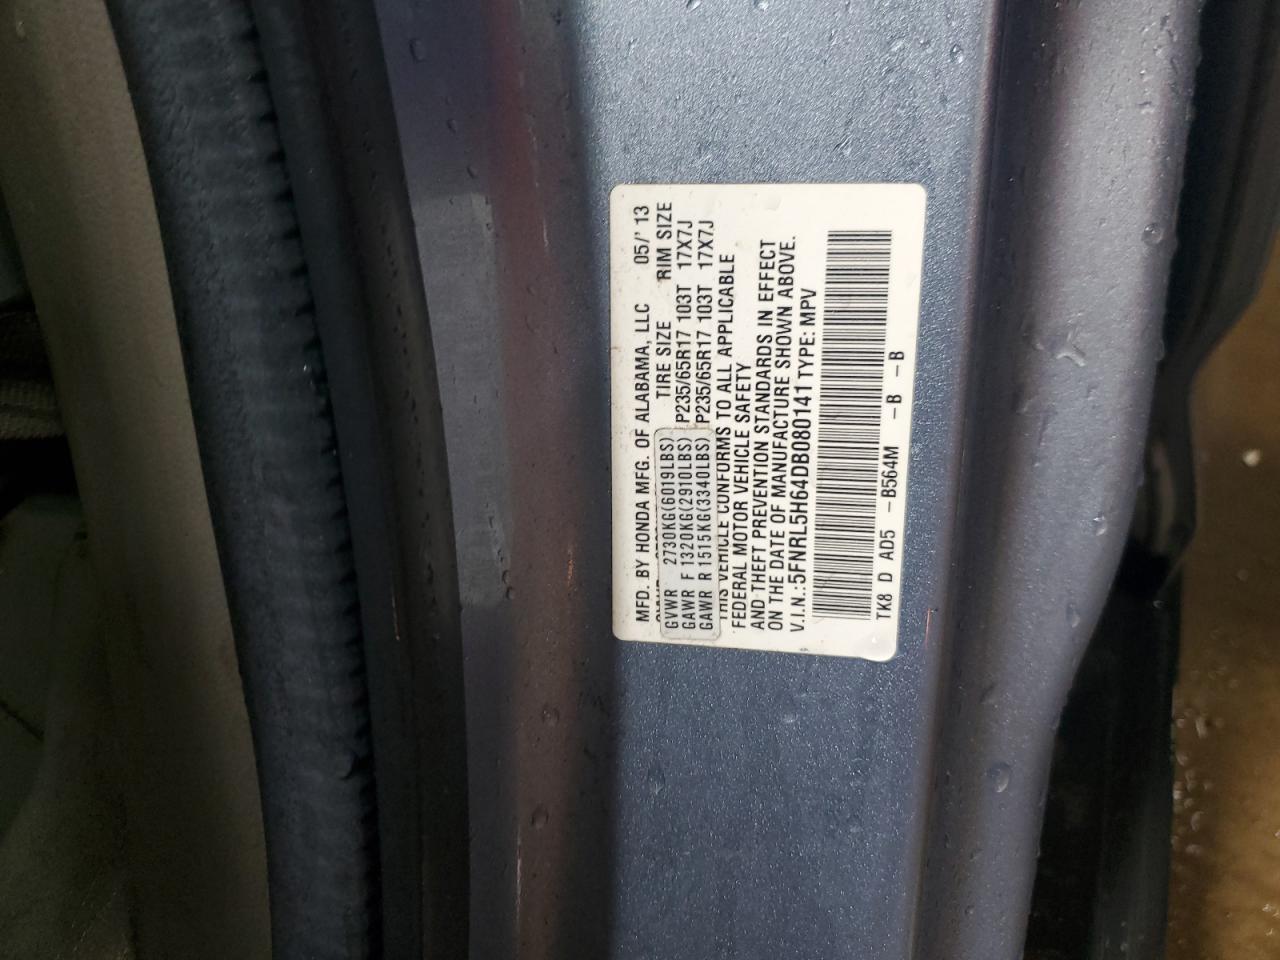 MFD. BY HONDA MFG. OF ALABAMA, LLC 05/'13
TIRE SIZE RIM SIZE
GVWR 2730KG(6019LBS)
GAWR F 1320KG(2910LBS) P235/65R17 103T 17X7J
GAWR R 1515KG(3340LBS) P235/65R17 103T 17X7J
THIS VEHICLE CONFORMS TO ALL APPLICABLE
FEDERAL MOTOR VEHICLE SAFETY
AND THEFT PREVENTION STANDARDS IN EFFECT
ON THE DATE OF MANUFACTURE SHOWN ABOVE.
V.I.N.:5FNRL5H64DB080141 TYPE: MPV
TK8 D AD5 -B564M -B -B